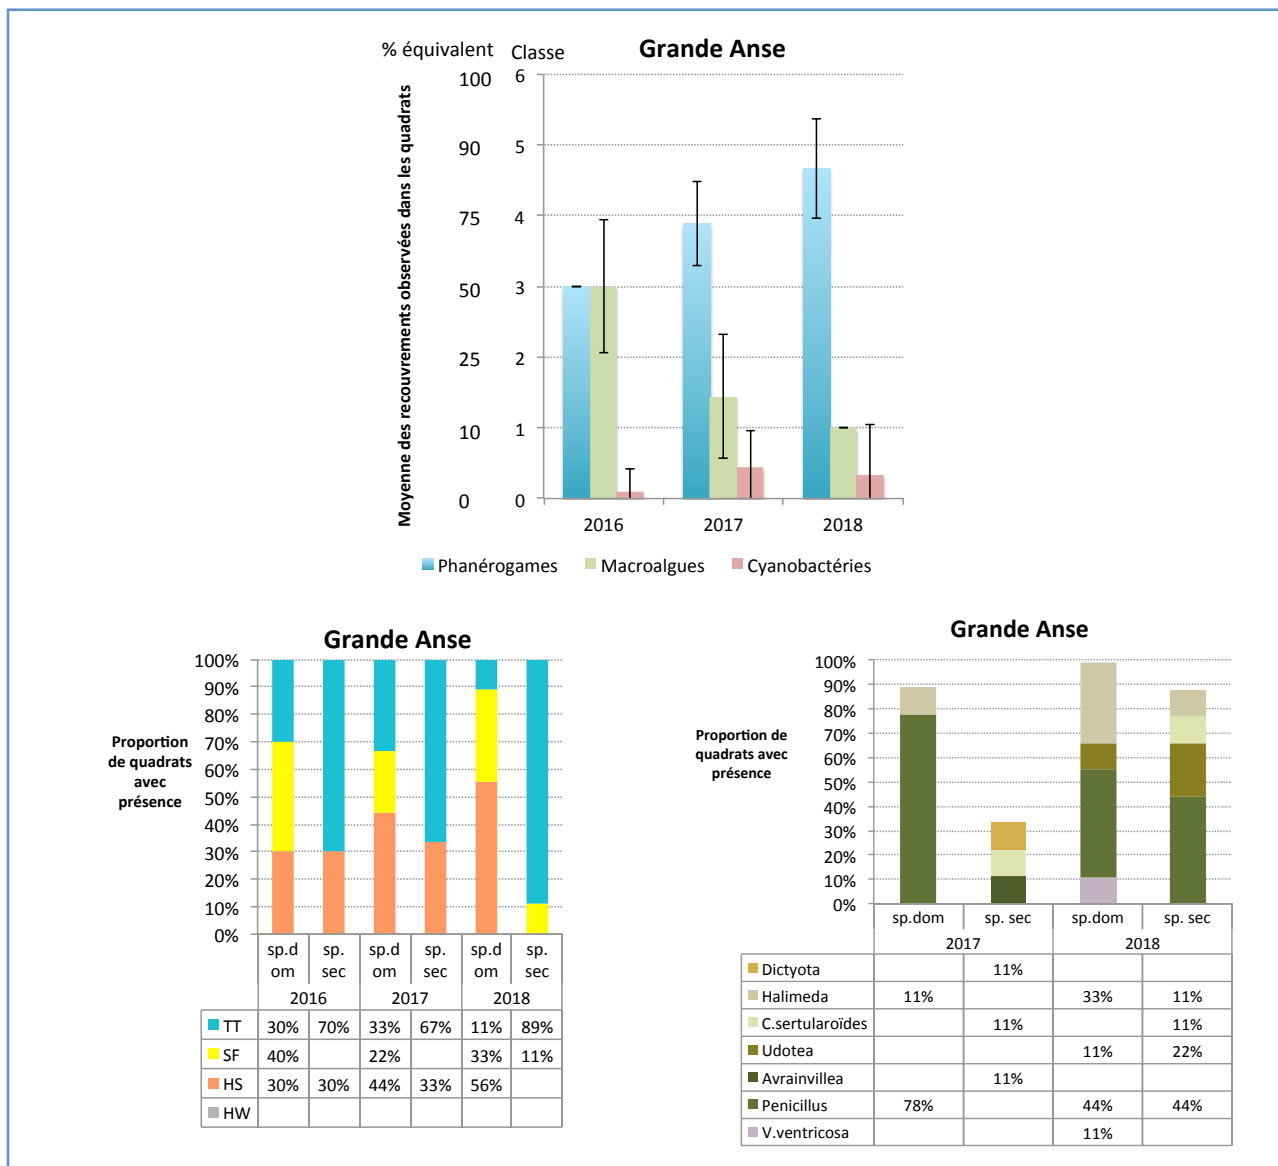 % équivalent Classe Grande Anse
Moyenne des recouvrements observées dans les quadrats
100 6
90 5
75 4
50 3
25 2
10 1
0 0
2016 2017 2018
Phanérogames Macroalgues Cyanobactéries
Grande Anse
Proportion
de quadrats
avec
présence
100%
90%
80%
70%
60%
50%
40%
30%
20%
10%
0%
sp.d sp. sp.d sp. sp.d sp.
om sec om sec om sec
2016 2017 2018
TT 30% 70% 33% 67% 11% 89%
SF 40% 22% 33% 11%
HS 30% 30% 44% 33% 56%
HW
Grande Anse
Proportion de
quadrats avec
présence
100%
90%
80%
70%
60%
50%
40%
30%
20%
10%
0%
sp.dom sp. sec sp.dom sp. sec
2017 2018
Dictyota 11%
Halimeda 11% 33% 11%
C.sertularoïdes 11% 11%
Udotea 11% 22%
Avrainvillea 11%
Penicillus 78% 44% 44%
V.ventricosa 11%